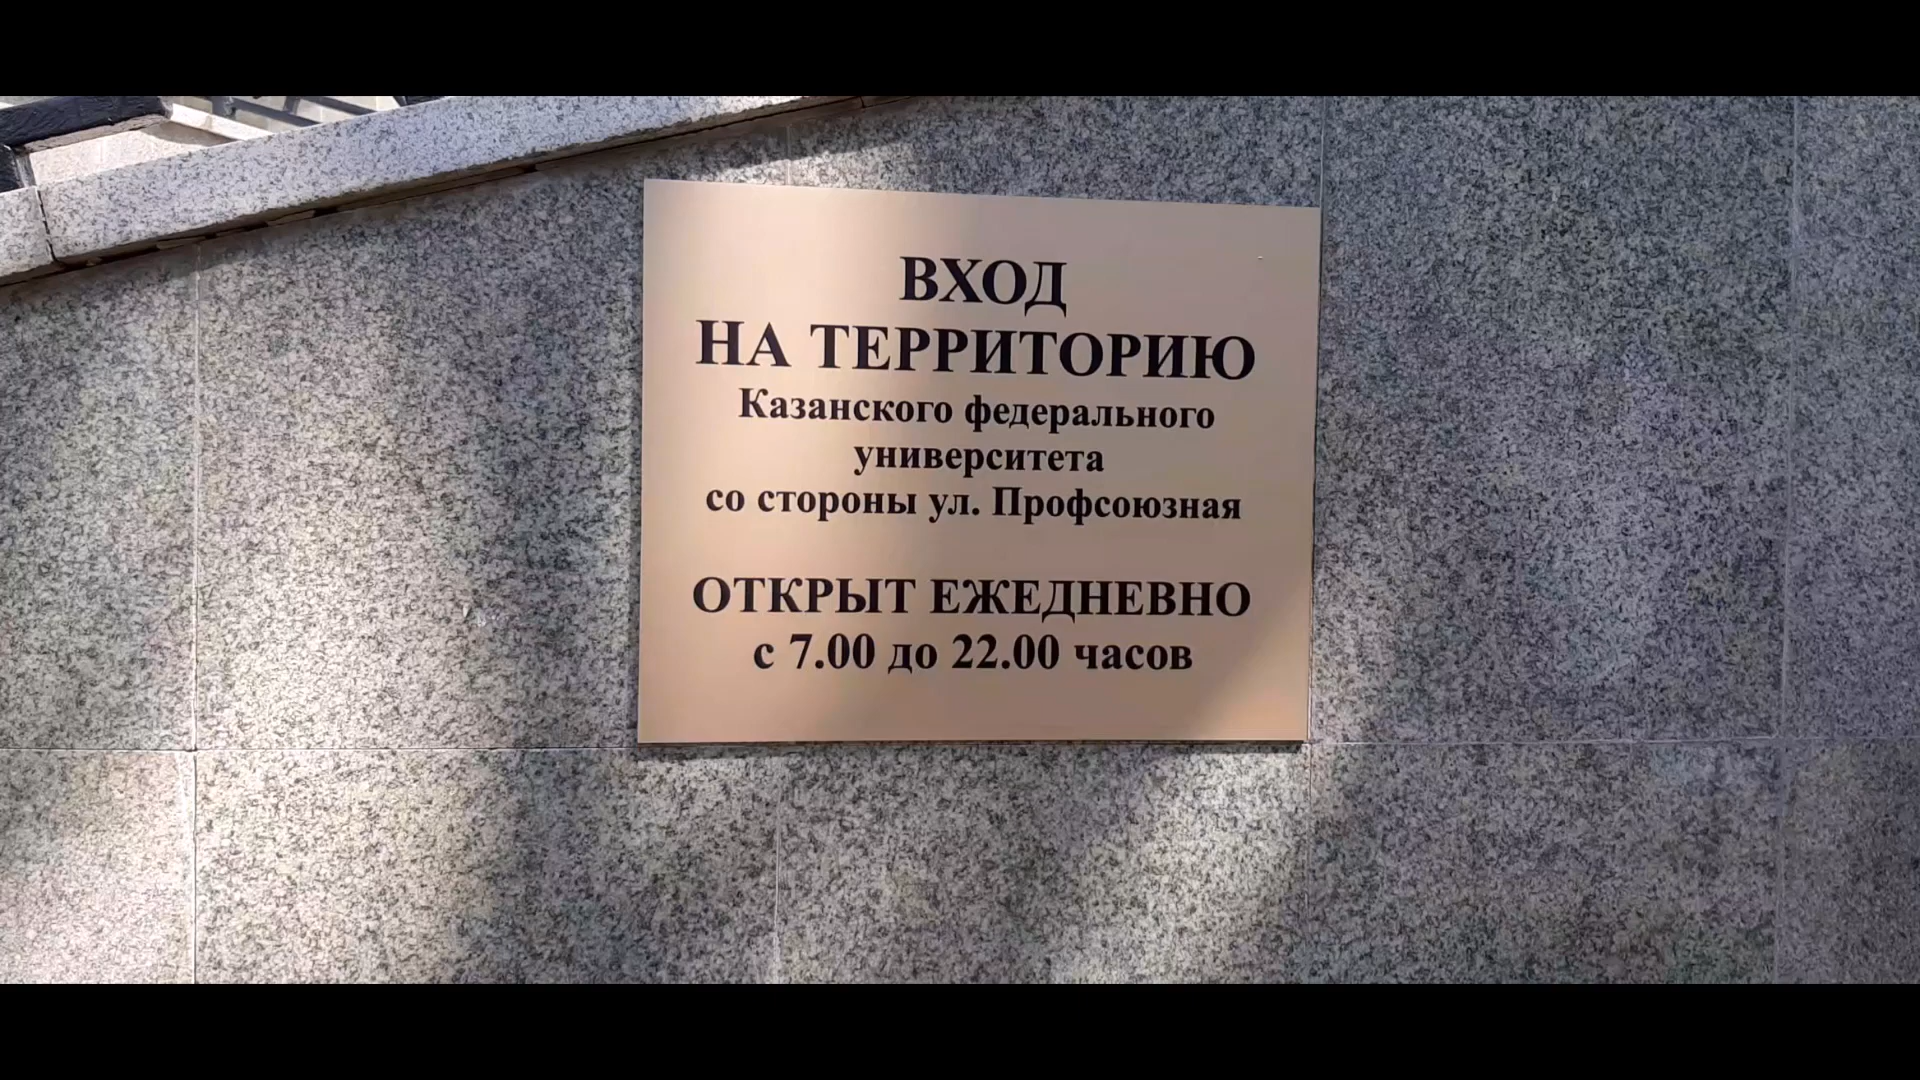 ВХОД
НА ТЕРРИТОРИЮ
Казанского федерального
университета
со стороны ул. Профсоюзная
ОТКРЫТ ЕЖЕДНЕВНО
с 7.00 до 22.00 часов